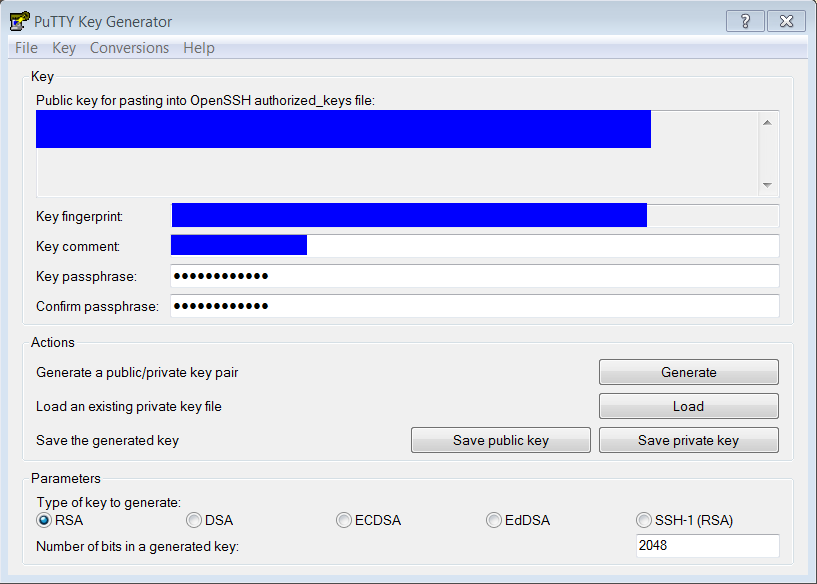 PuTTY Key Generator
File Key Conversions Help
Key
Public key for pasting into OpenSSH authorized_keys file:
Key fingerprint:
Key comment:
Key passphrase: ●●●●●●●●●●●●
Confirm passphrase: ●●●●●●●●●●●●
Actions
Generate a public/private key pair Generate
Load an existing private key file Load
Save the generated key Save public key Save private key
Parameters
Type of key to generate:
RSA DSA ECDSA EdDSA SSH-1 (RSA)
Number of bits in a generated key: 2048